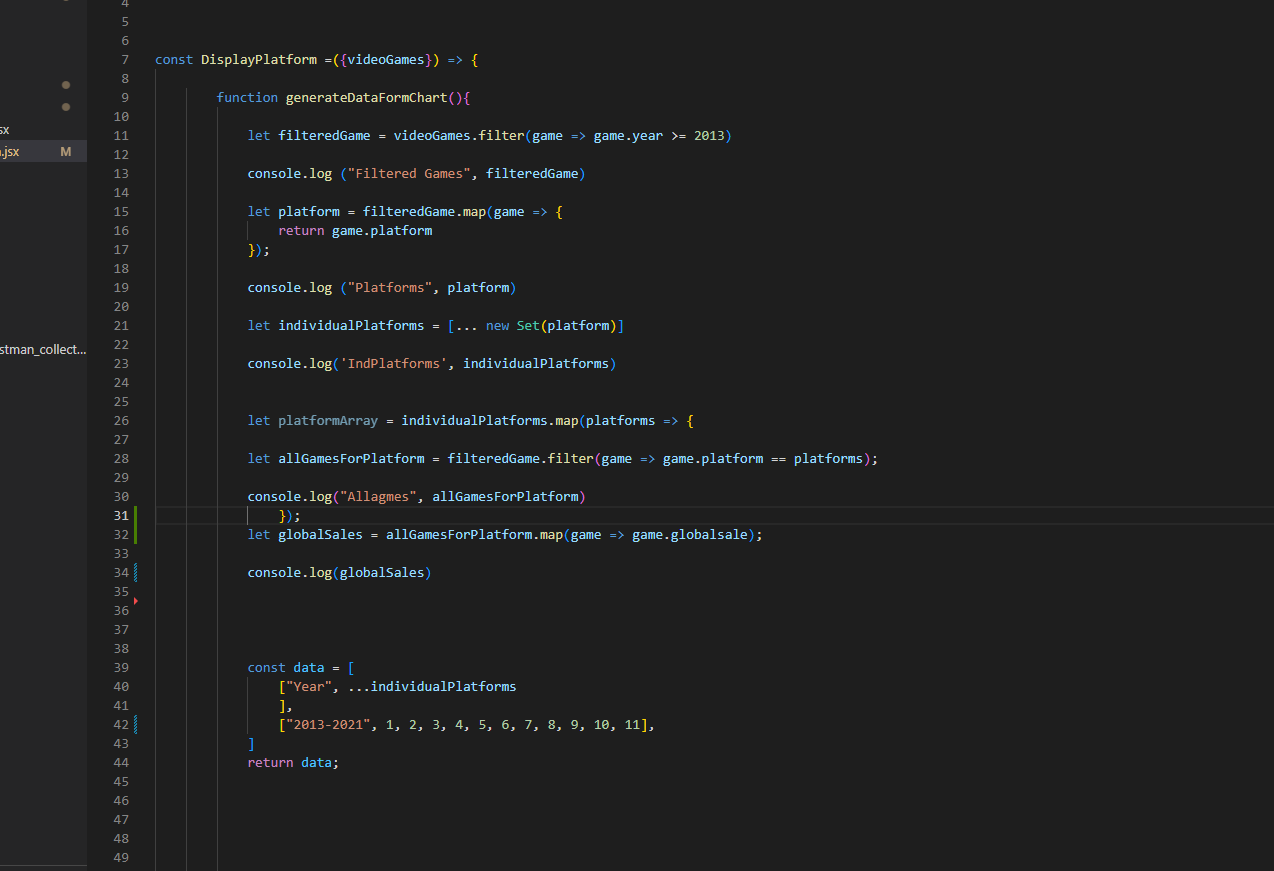 4
5
6
7 const DisplayPlatform =({videoGames}) => {
8
9 function generateDataFormChart(){
10
sx
11 let filteredGame = videoGames.filter(game => game.year >= 2013)
.jsx M
12
13 console.log ("Filtered Games", filteredGame)
14
15 let platform = filteredGame.map(game => {
16 return game.platform
17 });
18
19 console.log ("Platforms", platform)
20
21 let individualPlatforms = [... new Set(platform)]
22
stman_collect...
23 console.log('IndPlatforms', individualPlatforms)
24
25
26 let platformArray = individualPlatforms.map(platforms => {
27
28 let allGamesForPlatform = filteredGame.filter(game => game.platform == platforms);
29
30 console.log("Allagmes", allGamesForPlatform)
31 });
32 let globalSales = allGamesForPlatform.map(game => game.globalsale);
33
34 console.log(globalSales)
35
36
37
38
39 const data = [
40 ["Year", ...individualPlatforms
41 ],
42 ["2013-2021", 1, 2, 3, 4, 5, 6, 7, 8, 9, 10, 11],
43 ]
44 return data;
45
46
47
48
49